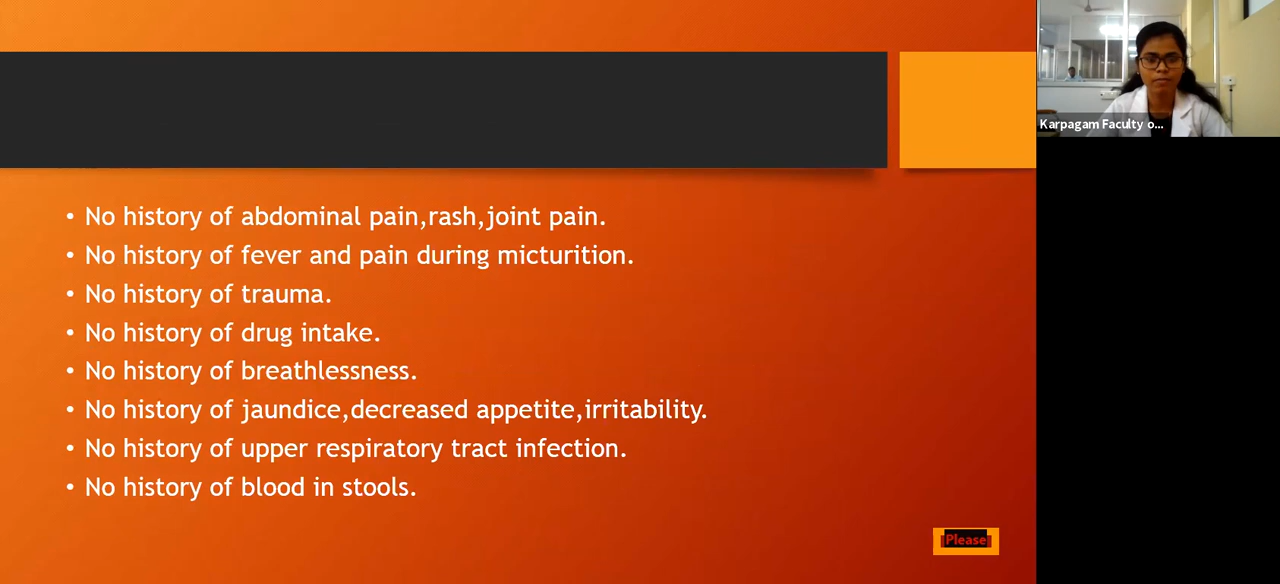 Karpagam Faculty o...
• No history of abdominal pain,rash,joint pain.
• No history of fever and pain during micturition.
• No history of trauma.
• No history of drug intake.
• No history of breathlessness.
• No history of jaundice,decreased appetite,irritability.
• No history of upper respiratory tract infection.
• No history of blood in stools.
Please